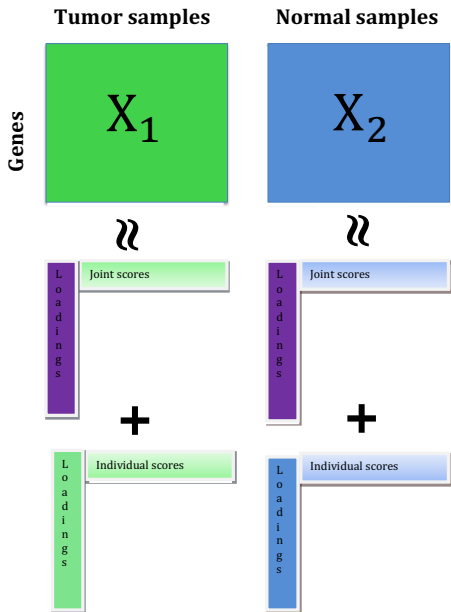 Tumor samples
Normal samples
Genes
X₁
X₂
≈
≈
Loadings
Joint scores
Loadings
Joint scores
+
+
Loadings
Individual scores
Loadings
Individual scores